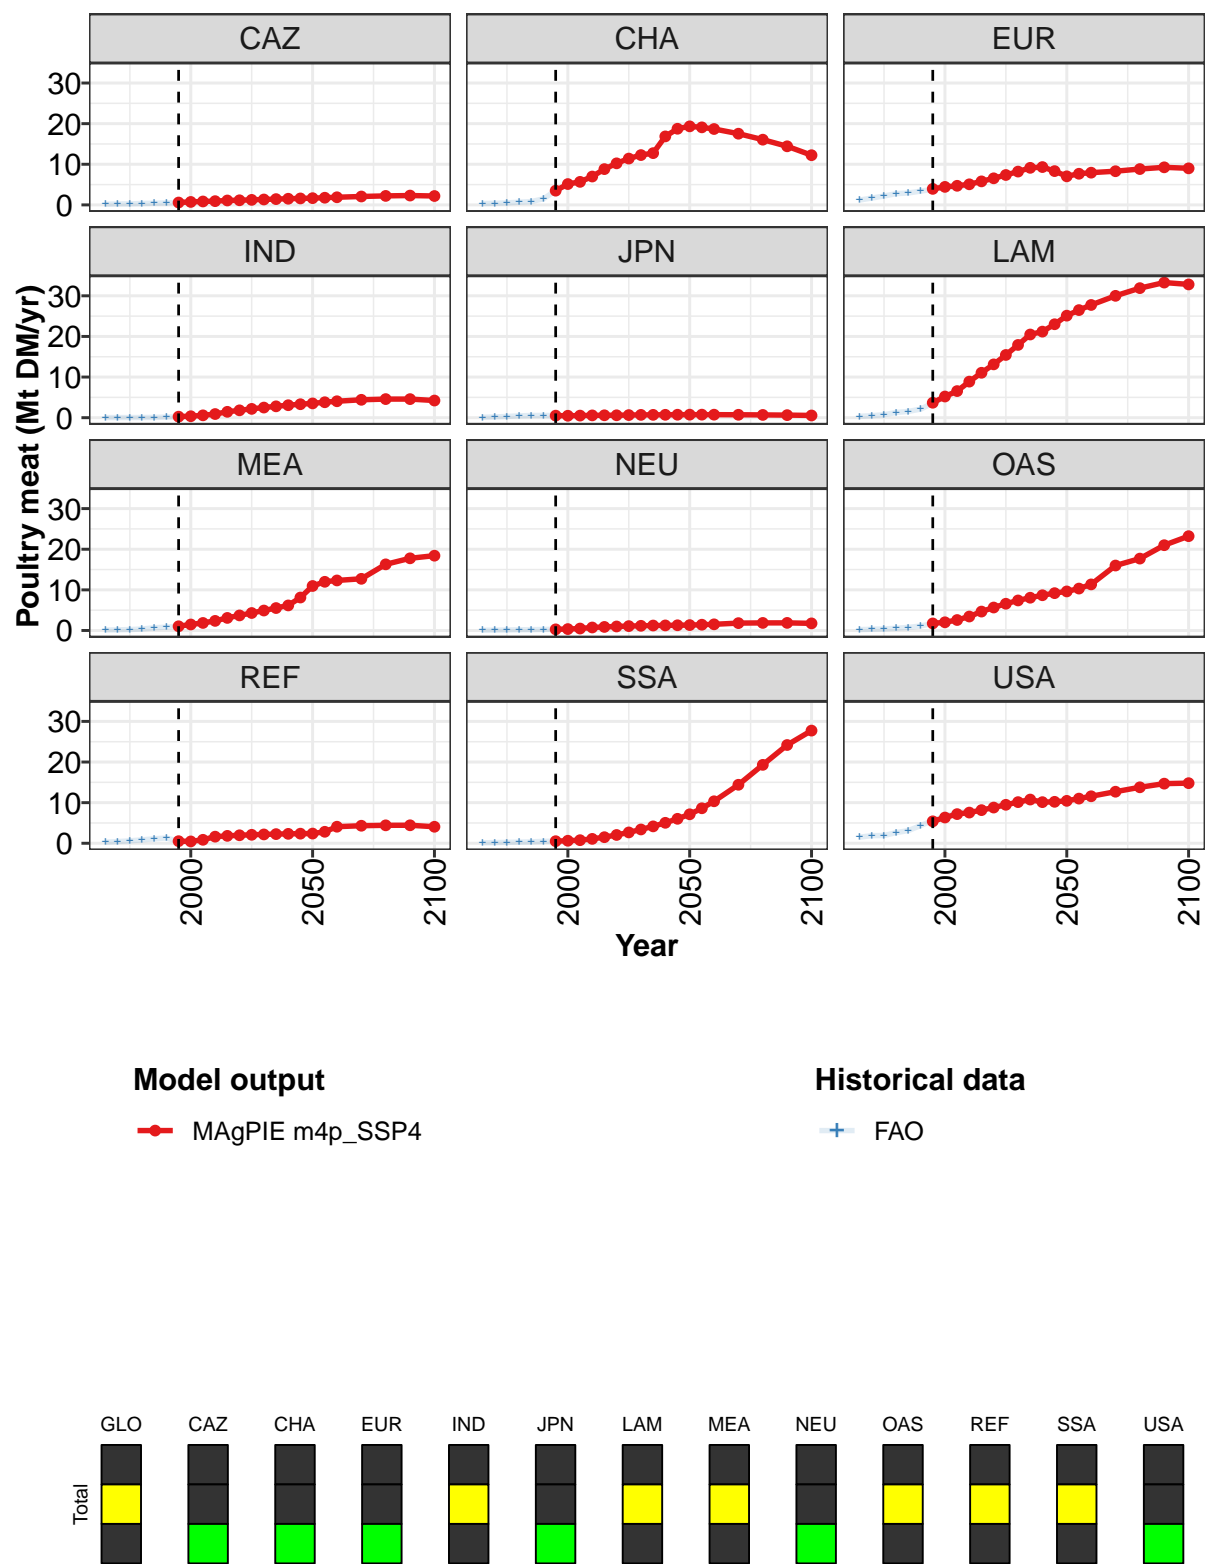 CAZ CHA EUR
30
20
10
0
IND JPN LAM
30
20
10
0
MEA NEU OAS
30
20
10
0
REF SSA USA
30
20
10
0
Poultry meat (Mt DM/yr)
2000 2050 2100 2000 2050 2100 2000 2050 2100
Year
Model output Historical data
MAgPIE m4p_SSP4 FAO
GLO CAZ CHA EUR IND JPN LAM MEA NEU OAS REF SSA USA
Total